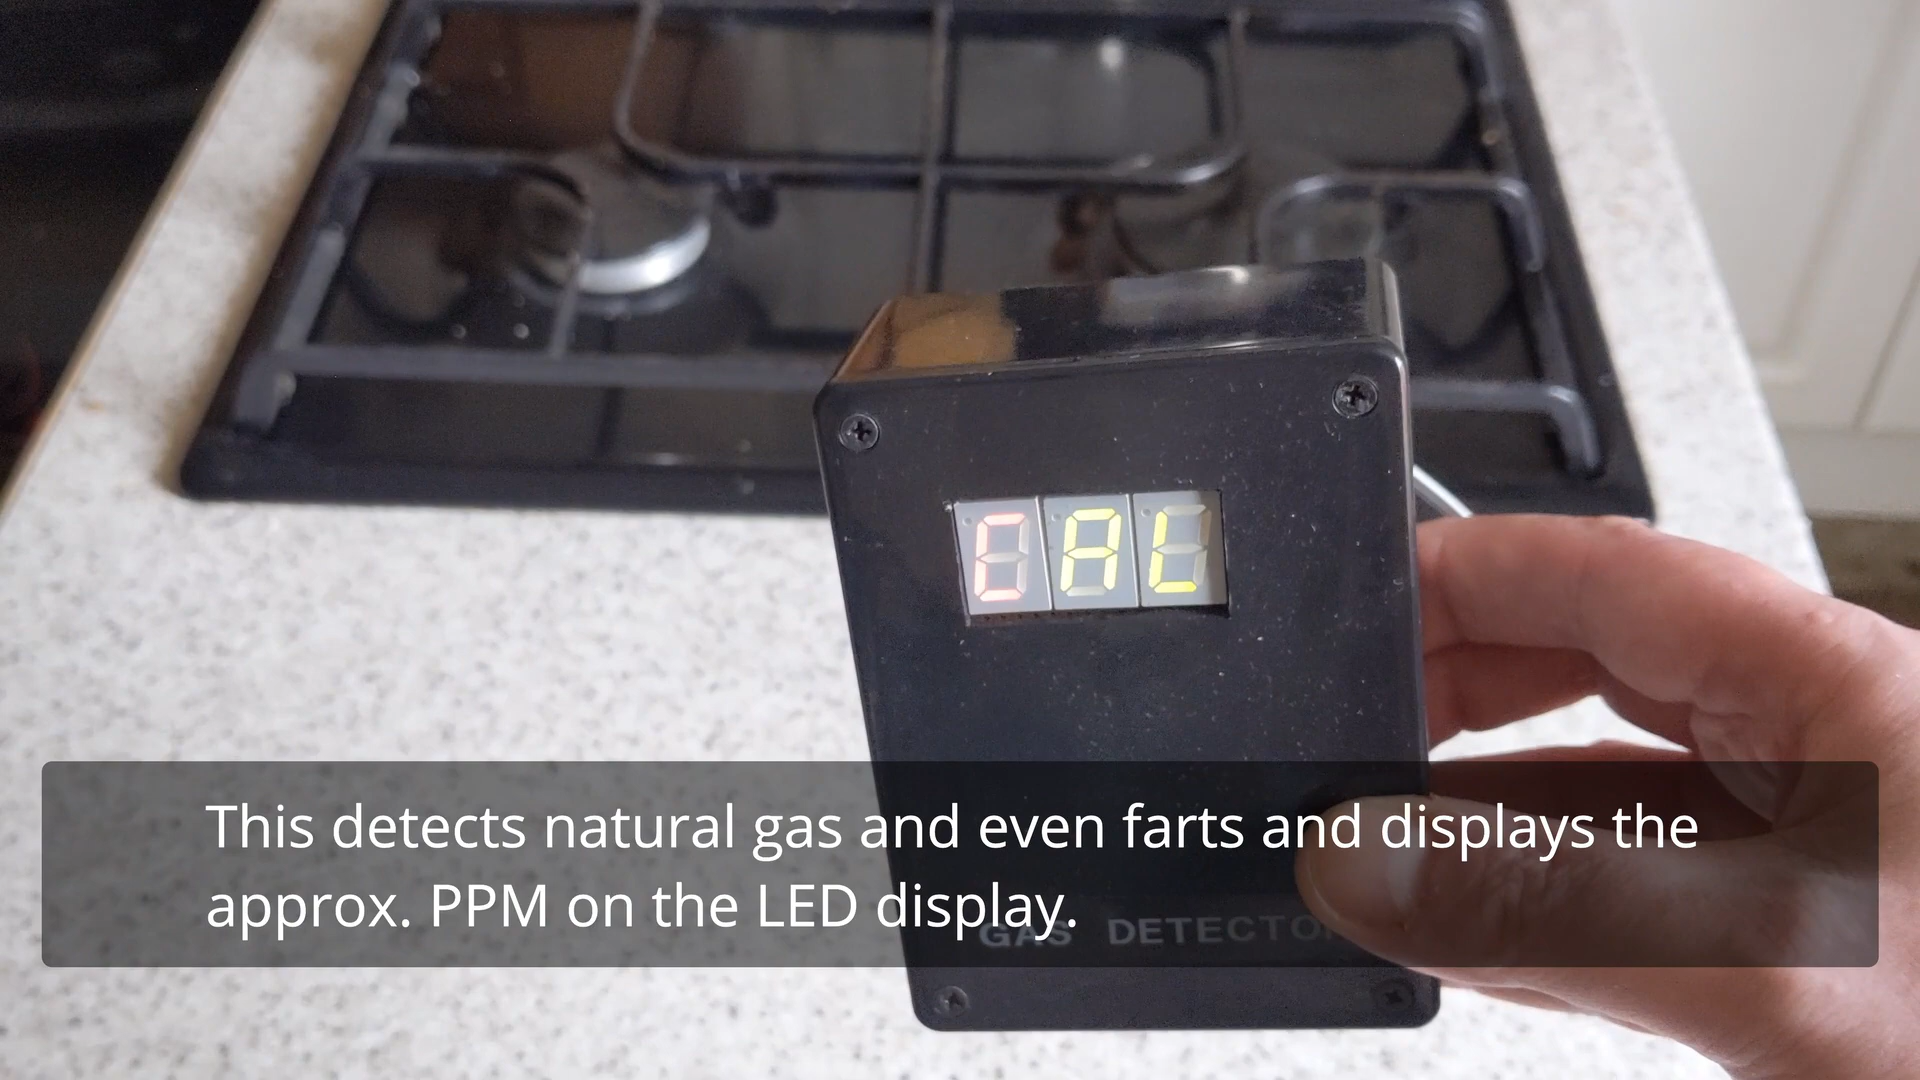 CAL
This detects natural gas and even farts and displays the
approx. PPM on the LED display.
GAS DETECTOR